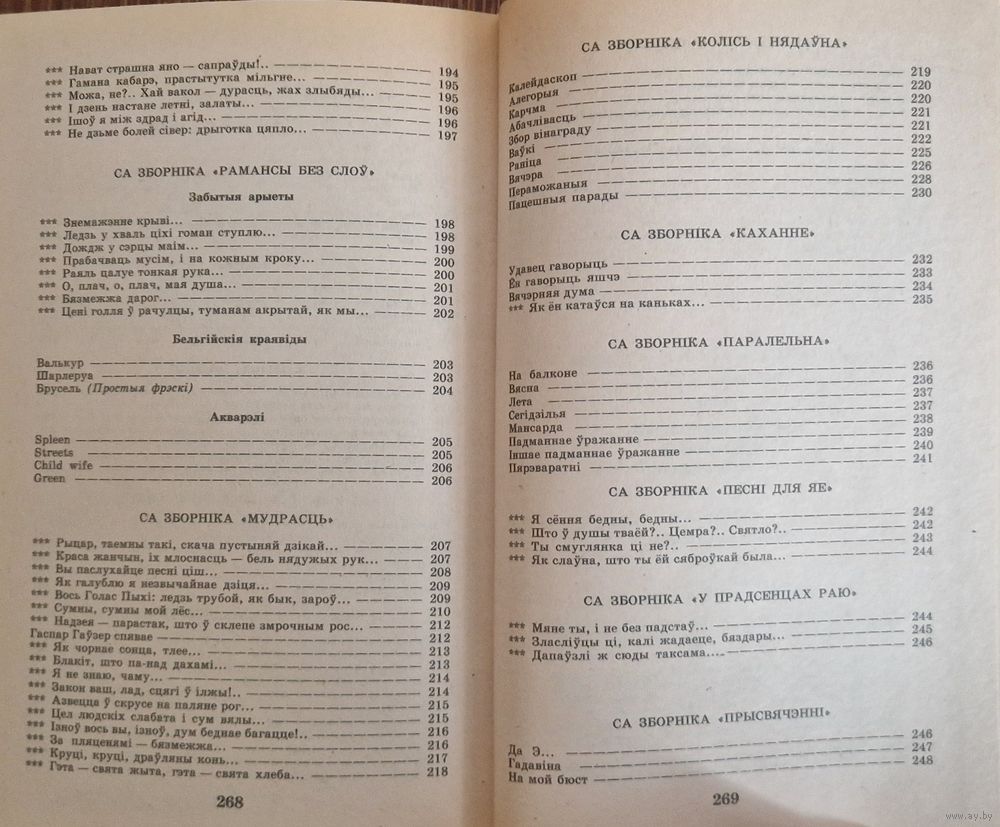 *** Нават страшна яно — сапраўды!.. 194
*** Гамана кабарэ, прастытутка мільгне... 195
*** Можа, не?.. Хай вакол — дурасць, жах злыбяды... 195
*** І дзень настане летні, залаты... 196
*** Ішоў я між здрад і агід... 196
*** Не дзьме болей сівер: дрыготка цяпло... 197
СА ЗБОРНІКА «РАМАНСЫ БЕЗ СЛОЎ»
Забытыя арыеты
*** Знемажэнне крыві... 198
*** Ледзь у хваль ціхі гоман ступлю... 198
*** Дождж у сэрцы маім... 199
*** Прабачваць мусім, і на кожным кроку... 200
*** Раяль цалуе тонкая рука... 200
*** О, плач, о, плач, мая душа... 201
*** Бязмежжа дарог... 201
*** Цені голля ў рачулцы, туманам акрытай, як мы... 202
Бельгійскія краявіды
Валькур 203
Шарлеруа 203
Брусель (Простыя фрэскі) 204
Акварэлі
Spleen 205
Streets 205
Child wife 206
Green 206
СА ЗБОРНІКА «МУДРАСЦЬ»
*** Рыцар, таемны такі, скача пустыняй дзікай... 207
*** Краса жанчын, іх млоснасць — бель нядужых рук... 207
*** Вы паслухайце песні ціш... 208
*** Як галублю я незвычайнае дзіця... 209
*** Вось Голас Пыхі: ледзь трубой, як бык, зароў... 209
*** Сумны, сумны мой лёс... 210
*** Надзея — парастак, што ў склепе змрочным рос... 212
Гаспар Гаўзер спявае 212
*** Як чорнае сонца, тлее... 213
*** Блакіт, што па-над дахамі... 213
*** Я не знаю, чаму... 214
*** Закон ваш, лад, сцягі ў ілжы!.. 214
*** Азвецца ў скрусе на паляне рог... 215
*** Цел людскіх слабата і сум вялы... 215
*** Ізноў вось вы, ізноў, дум беднае багацце!.. 216
*** За пляценямі — бязмежжа... 216
*** Круці, круці, драўляны конь... 217
*** Гэта — свята жыта, гэта — свята хлеба... 218
268
СА ЗБОРНІКА «КОЛІСЬ І НЯДАЎНА»
Калейдаскоп 219
Алегорыя 220
Карчма 220
Абачлівасць 221
Збор вінаграду 221
Ваўкі 222
Раніца 225
Вячэра 226
Пераможаныя 228
Пацешныя парады 230
СА ЗБОРНІКА «КАХАННЕ»
Удавец гаворыць 232
Ён гаворыць яшчэ 233
Вячэрняя дума 234
*** Як ён катаўся на каньках... 235
СА ЗБОРНІКА «ПАРАЛЕЛЬНА»
На балконе 236
Вясна 236
Лета 237
Сегідзілья 237
Мансарда 238
Падманнае ўражанне 239
Іншае падманнае ўражанне 240
Пярэваратні 241
СА ЗБОРНІКА «ПЕСНІ ДЛЯ ЯЕ»
*** Я сёння бедны, бедны... 242
*** Што ў душы тваёй?.. Цемра?.. Святло?.. 242
*** Ты смуглянка ці не?.. 243
*** Як слаўна, што ты ёй сяброўкай была... 244
СА ЗБОРНІКА «У ПРАДСЕНЦАХ РАЮ»
*** Мяне ты, і не без падстаў... 244
*** Зласліўцы ці, калі жадаеце, бяздары... 245
*** Дапаўзлі ж сюды таксама... 246
СА ЗБОРНІКА «ПРЫСВЯЧЭННІ»
Да Э... 246
Гадавіна 247
На мой бюст 248
269
www.ay.by